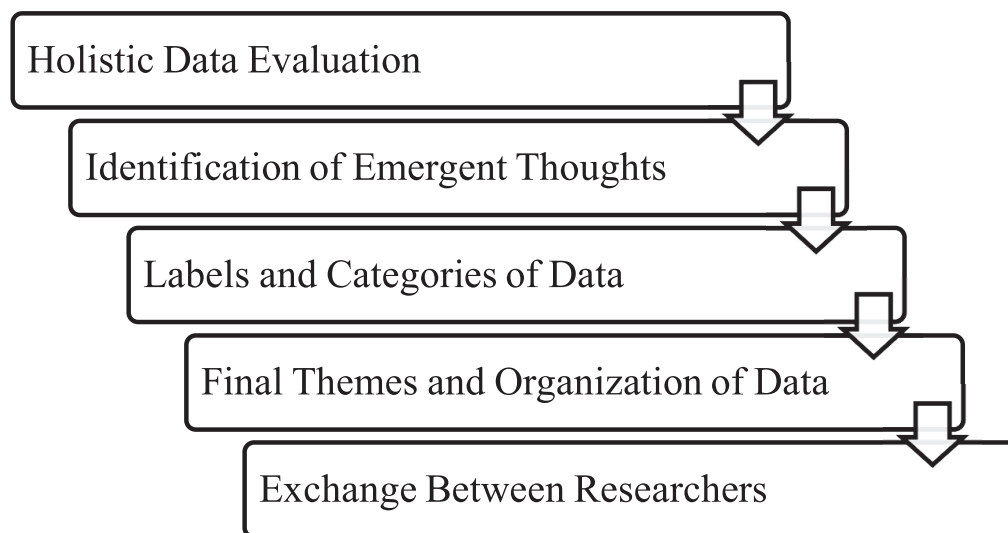 Holistic Data Evaluation
Identification of Emergent Thoughts
Labels and Categories of Data
Final Themes and Organization of Data
Exchange Between Researchers